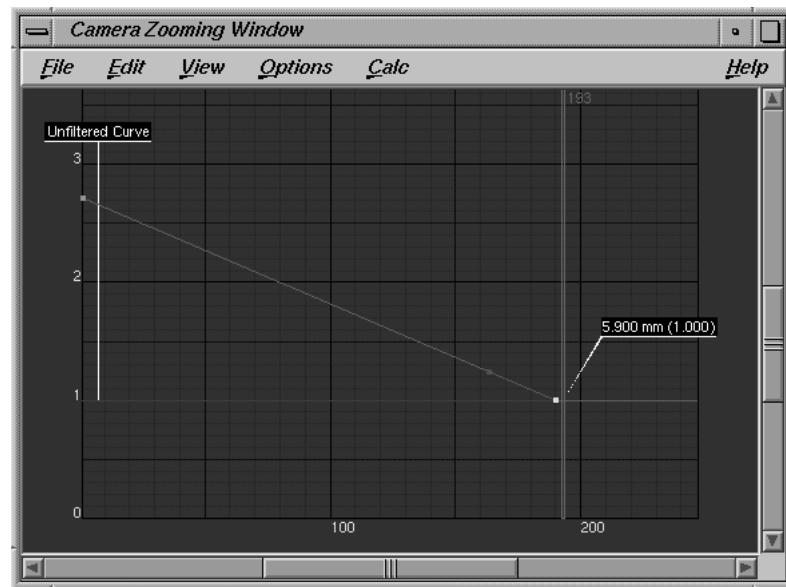 Camera Zooming Window
File Edit View Options Calc Help
193
Unfiltered Curve
3
2
5.900 mm (1.000)
1
0
100 200